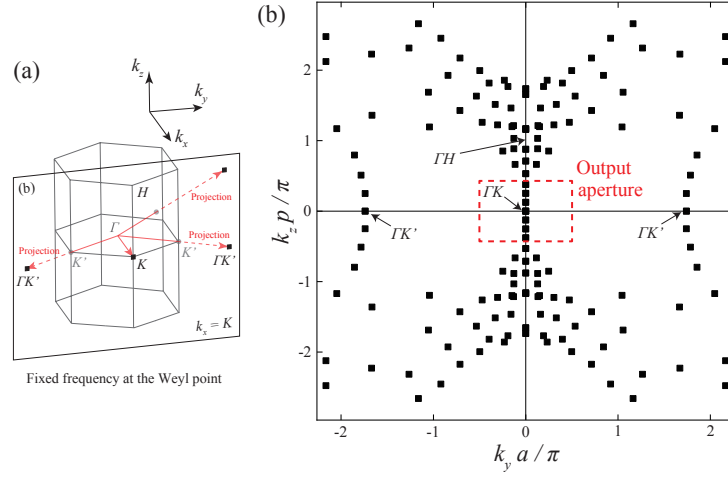 (a)
k_z
k_y
k_x
(b)
H
Projection
Γ
Projection
Projection
K'
K
K'
ΓK'
ΓK'
k_x = K
Fixed frequency at the Weyl point
(b)
2
1
0
-1
-2
k_z p / π
ΓH
ΓK
Output
aperture
ΓK'
ΓK'
-2
-1
0
1
2
k_y a / π